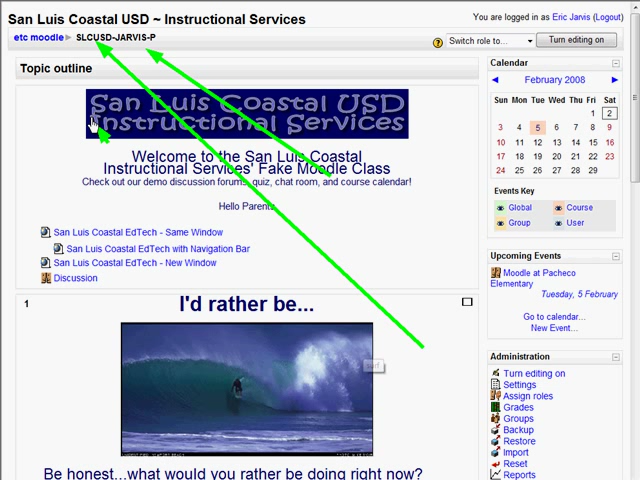 San Luis Coastal USD ~ Instructional Services
You are logged in as Eric Jarvis (Logout)
etc moodle ► SLCUSD-JARVIS-P
Switch role to...
Turn editing on
Topic outline
San Luis Coastal USD
Instructional Services
Welcome to the San Luis Coastal
Instructional Services' Fake Moodle Class
Check out our demo discussion forums, quiz, chat room, and course calendar!
Hello Parents
San Luis Coastal EdTech - Same Window
San Luis Coastal EdTech with Navigation Bar
San Luis Coastal EdTech - New Window
Discussion
1
I'd rather be...
surf
Be honest...what would you rather be doing right now?
Calendar
◄ February 2008 ►
Sun Mon Tue Wed Thu Fri Sat
1 2
3 4 5 6 7 8 9
10 11 12 13 14 15 16
17 18 19 20 21 22 23
24 25 26 27 28 29
Events Key
Global Course
Group User
Upcoming Events
Moodle at Pacheco
Elementary
Tuesday, 5 February
Go to calendar...
New Event...
Administration
Turn editing on
Settings
Assign roles
Grades
Groups
Backup
Restore
Import
Reset
Reports